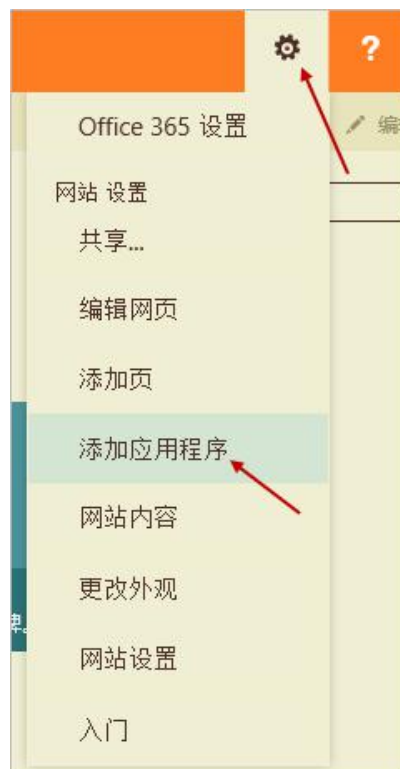 ?
Office 365 设置
编
网站 设置
共享...
编辑网页
添加页
添加应用程序
网站内容
更改外观
网站设置
入门